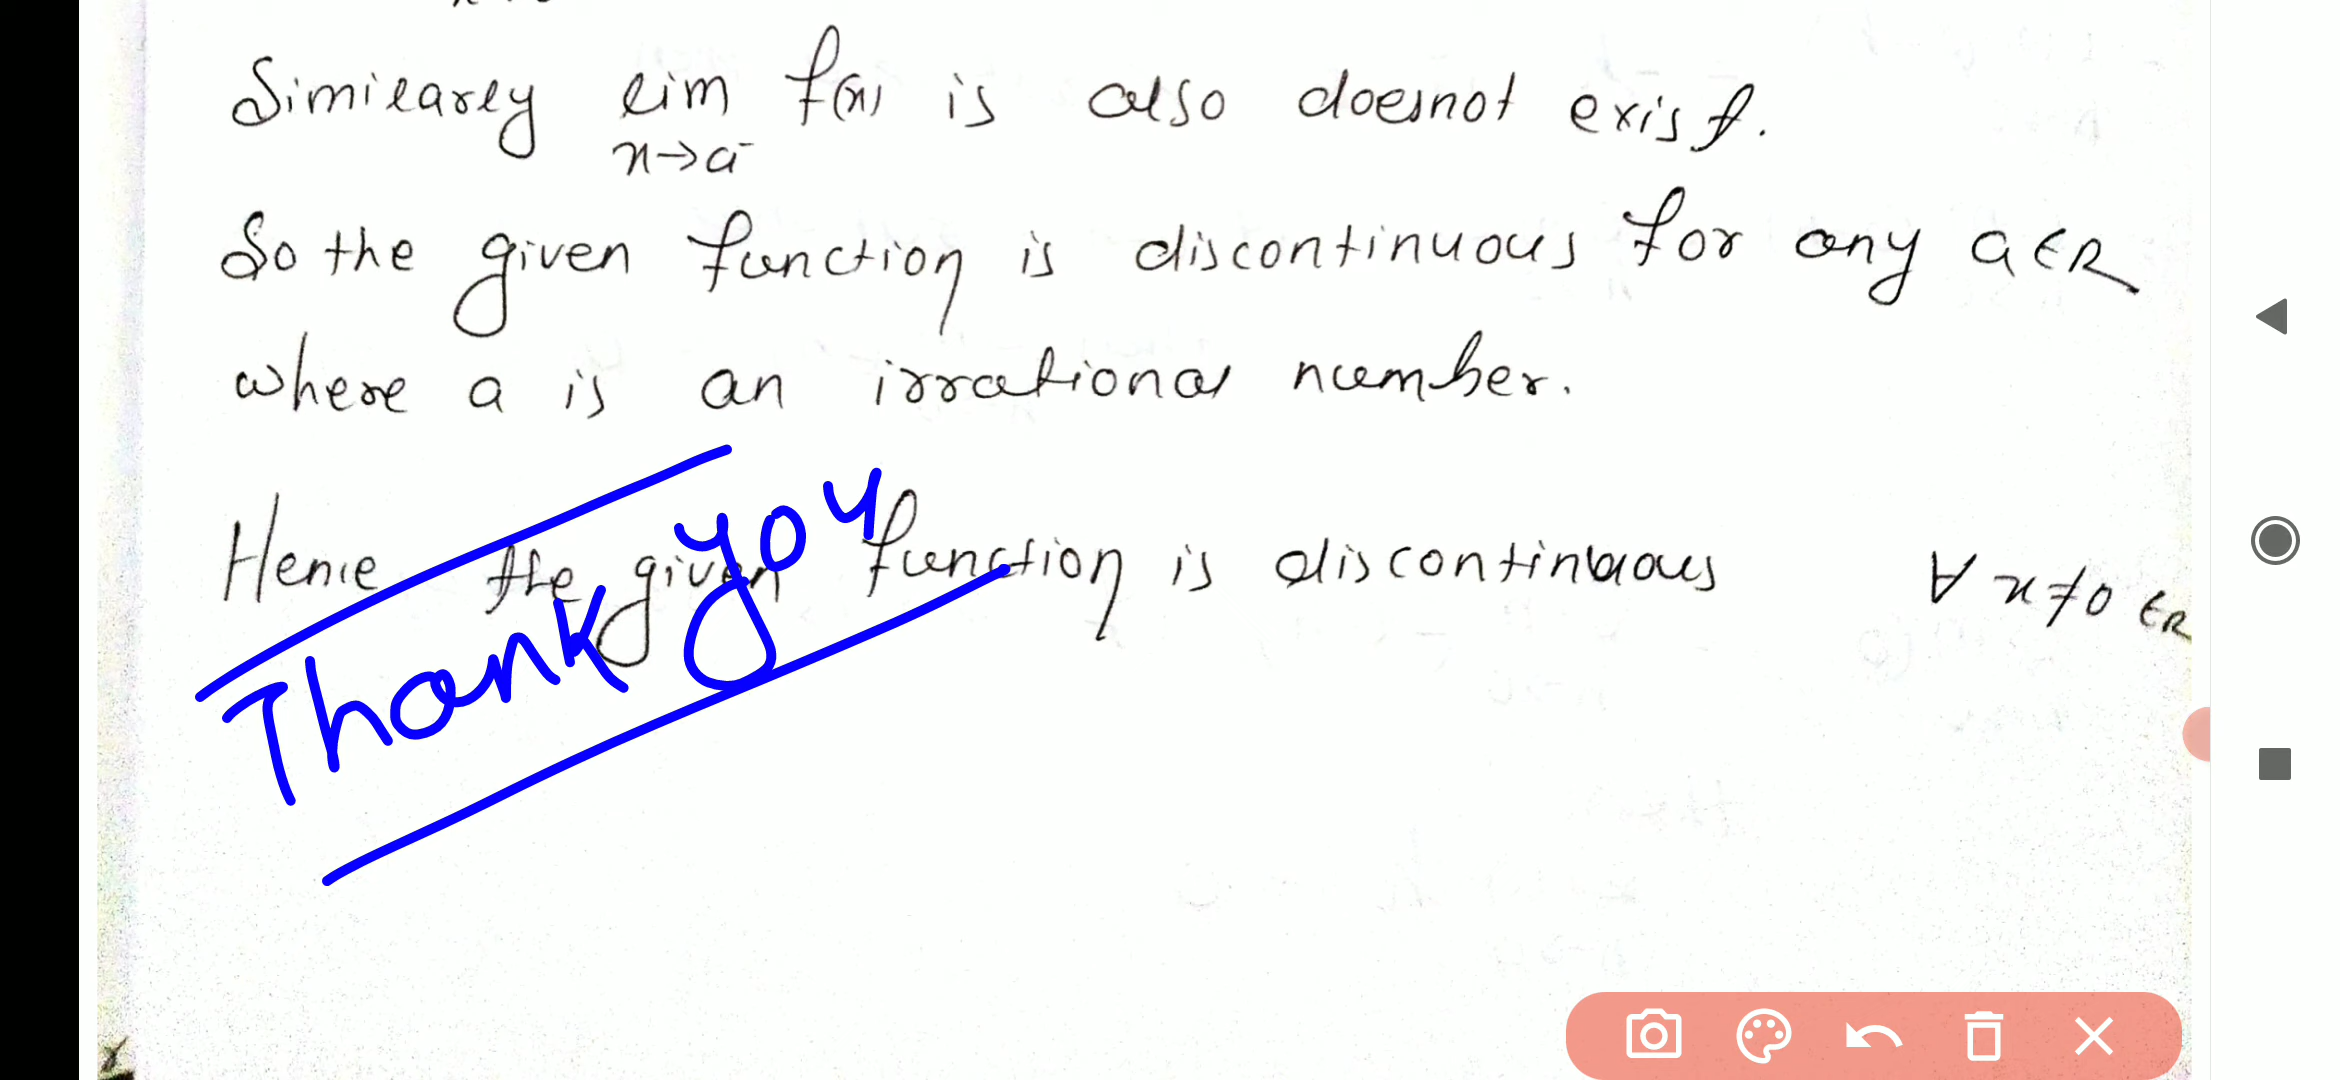 Similarly lim f(x) is also doesnot exist.
x→a⁻
So the given function is discontinuous for any a∈R
where a is an irrational number.
Hence the given function is discontinuous ∀ x≠0 ∈R
Thank you